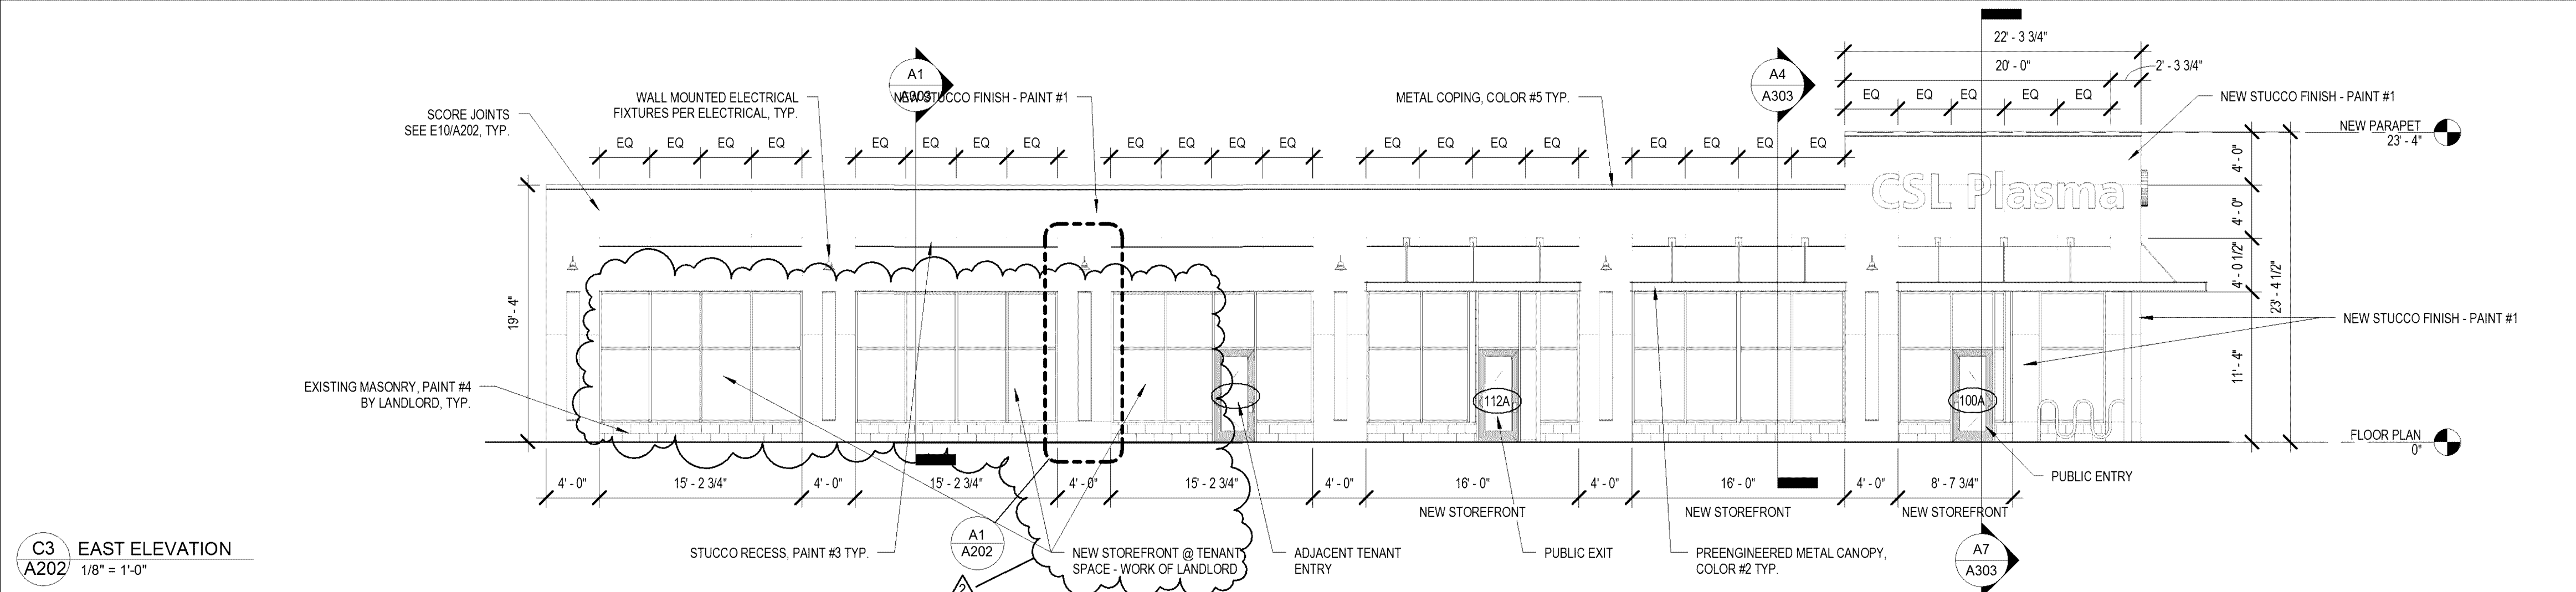 22' - 3 3/4"
20' - 0"
2' - 3 3/4"
EQ EQ EQ EQ EQ
A1
A303
A4
A303
SCORE JOINTS
SEE E10/A202, TYP.
WALL MOUNTED ELECTRICAL
FIXTURES PER ELECTRICAL, TYP.
NEW STUCCO FINISH - PAINT #1
METAL COPING, COLOR #5 TYP.
NEW STUCCO FINISH - PAINT #1
NEW PARAPET
23' - 4"
EQ EQ EQ EQ
EQ EQ EQ EQ
EQ EQ EQ EQ
EQ EQ EQ EQ
EQ EQ EQ EQ
CSL Plasma
4' - 0"
4' - 0"
4' - 0 1/2"
11' - 4"
23' - 4 1/2"
19' - 4"
NEW STUCCO FINISH - PAINT #1
EXISTING MASONRY, PAINT #4
BY LANDLORD, TYP.
112A
100A
FLOOR PLAN
0"
PUBLIC ENTRY
4' - 0"
15' - 2 3/4"
4' - 0"
15' - 2 3/4"
4' - 0"
15' - 2 3/4"
4' - 0"
16' - 0"
4' - 0"
16' - 0"
4' - 0"
8' - 7 3/4"
NEW STOREFRONT
NEW STOREFRONT
NEW STOREFRONT
C3
A202
EAST ELEVATION
1/8" = 1'-0"
STUCCO RECESS, PAINT #3 TYP.
A1
A202
2
NEW STOREFRONT @ TENANT
SPACE - WORK OF LANDLORD
ADJACENT TENANT
ENTRY
PUBLIC EXIT
PREENGINEERED METAL CANOPY,
COLOR #2 TYP.
A7
A303